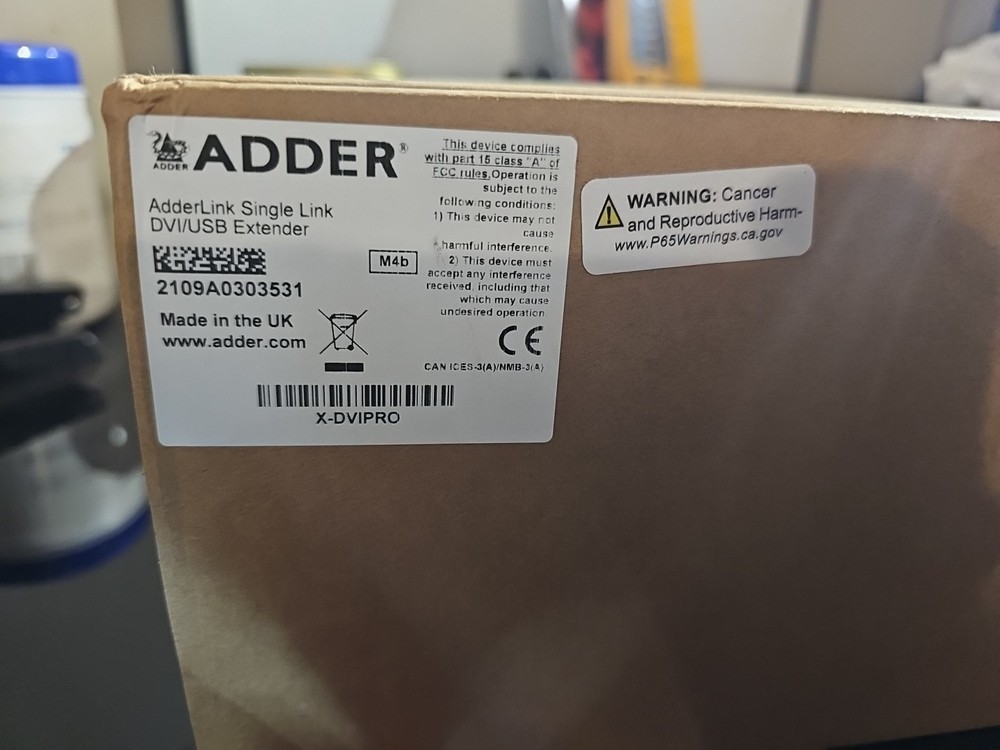 ADDER
ADDER®
AdderLink Single Link
DVI/USB Extender
2109A0303531
M4b
Made in the UK
www.adder.com
X-DVIPRO
This device complies
with part 15 class "A" of
FCC rules,Operation is
subject to the
following conditions:
1) This device may not
cause
harmful interference.
2) This device must
accept any interference
received, including that
which may cause
undesired operation.
CE
CAN ICES-3(A)/NMB-3(A)
WARNING: Cancer
and Reproductive Harm-
www.P65Warnings.ca.gov